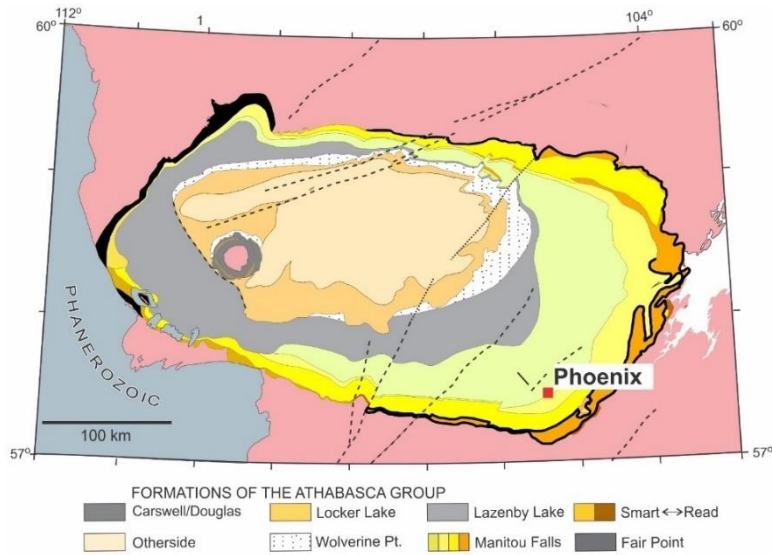 112°
1
104°
60°
60°
PHANEROZOIC
Phoenix
100 km
57°
57°
FORMATIONS OF THE ATHABASCA GROUP
Carswell/Douglas
Locker Lake
Lazenby Lake
Smart ↔ Read
Otherside
Wolverine Pt.
Manitou Falls
Fair Point